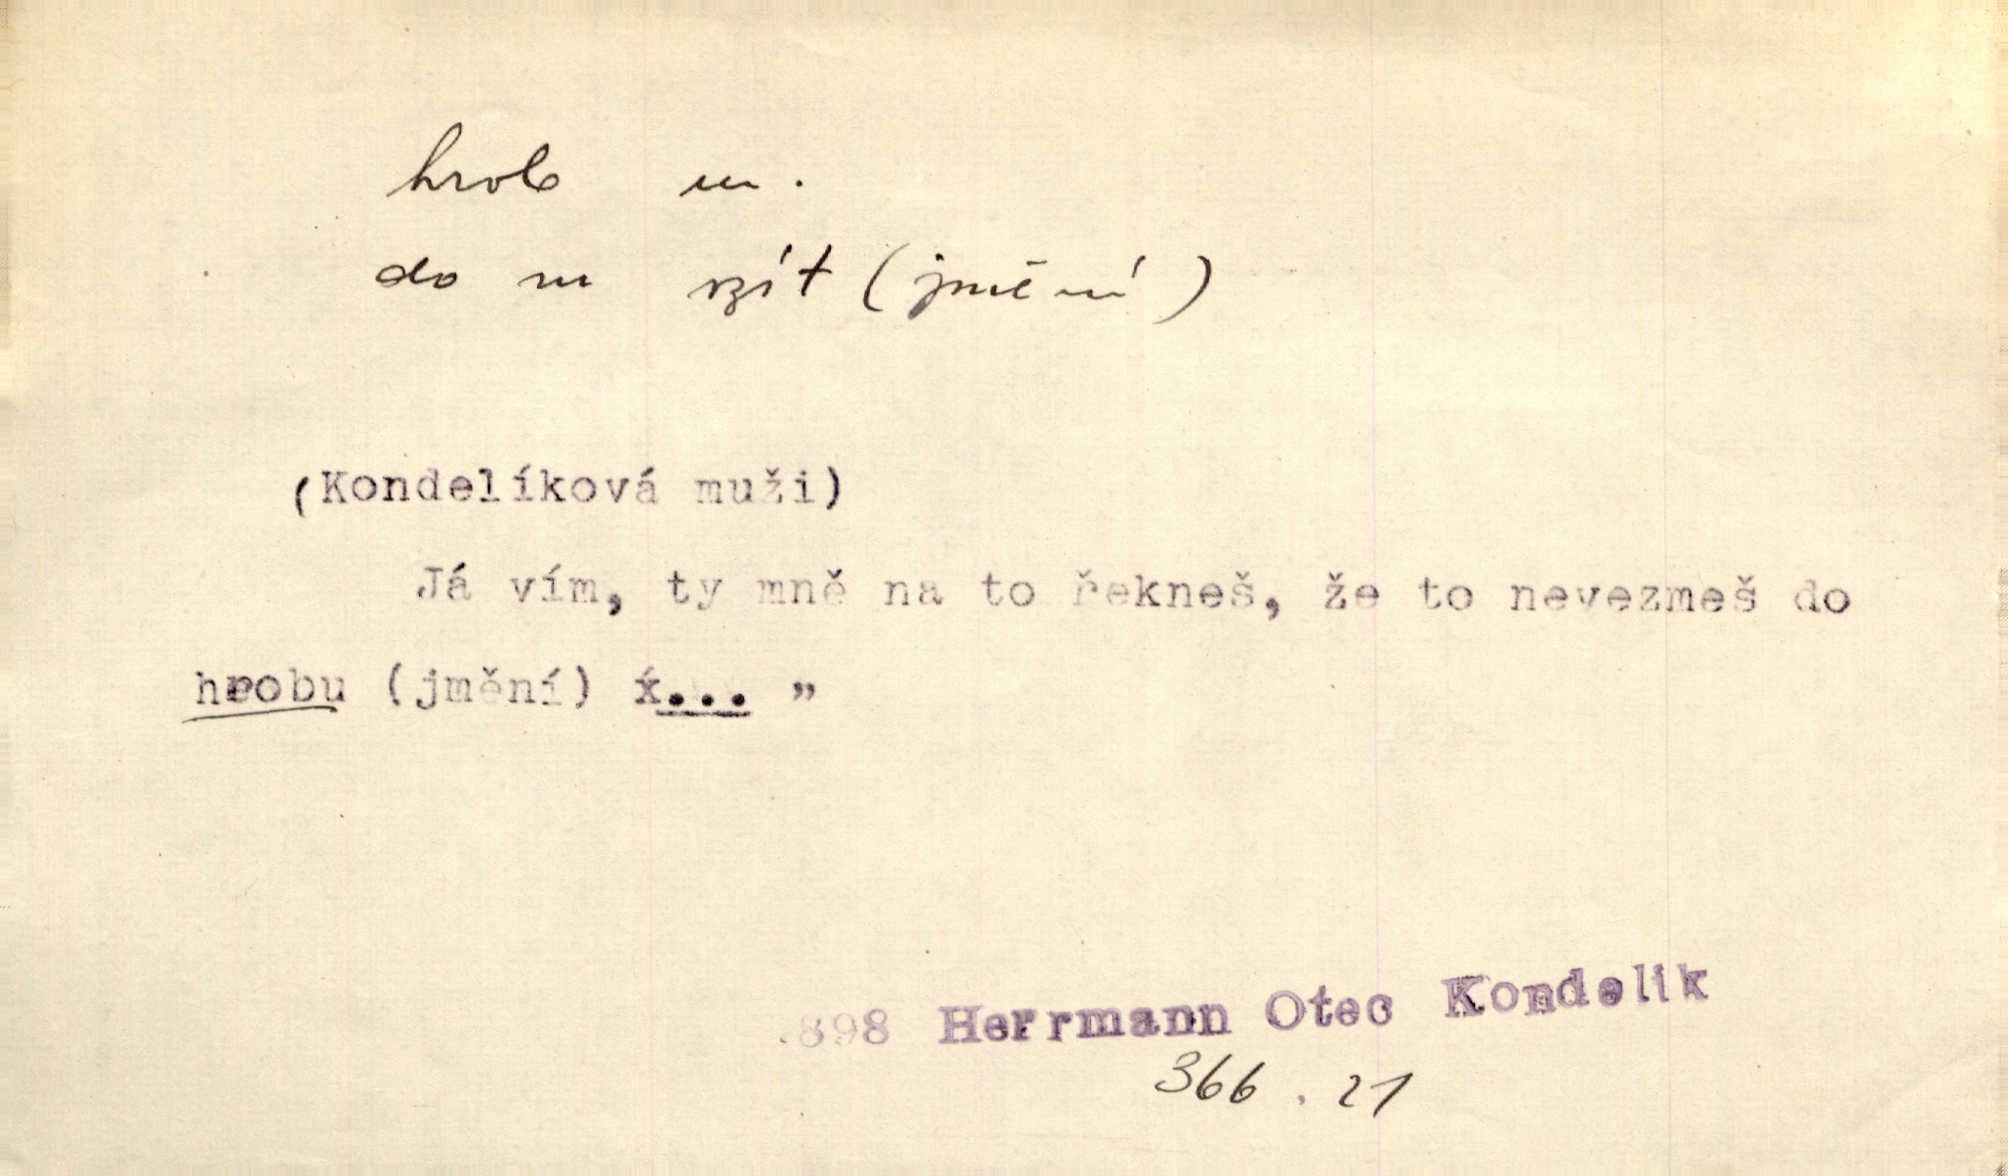 hrob m.
do m vzít (jmění)
(Kondelíková muži)
Já vím, ty mně na to řekneš, že to nevezmeš do
hrobu (jmění) x́... "
898 Herrmann Otec Kondelik
366 . 21